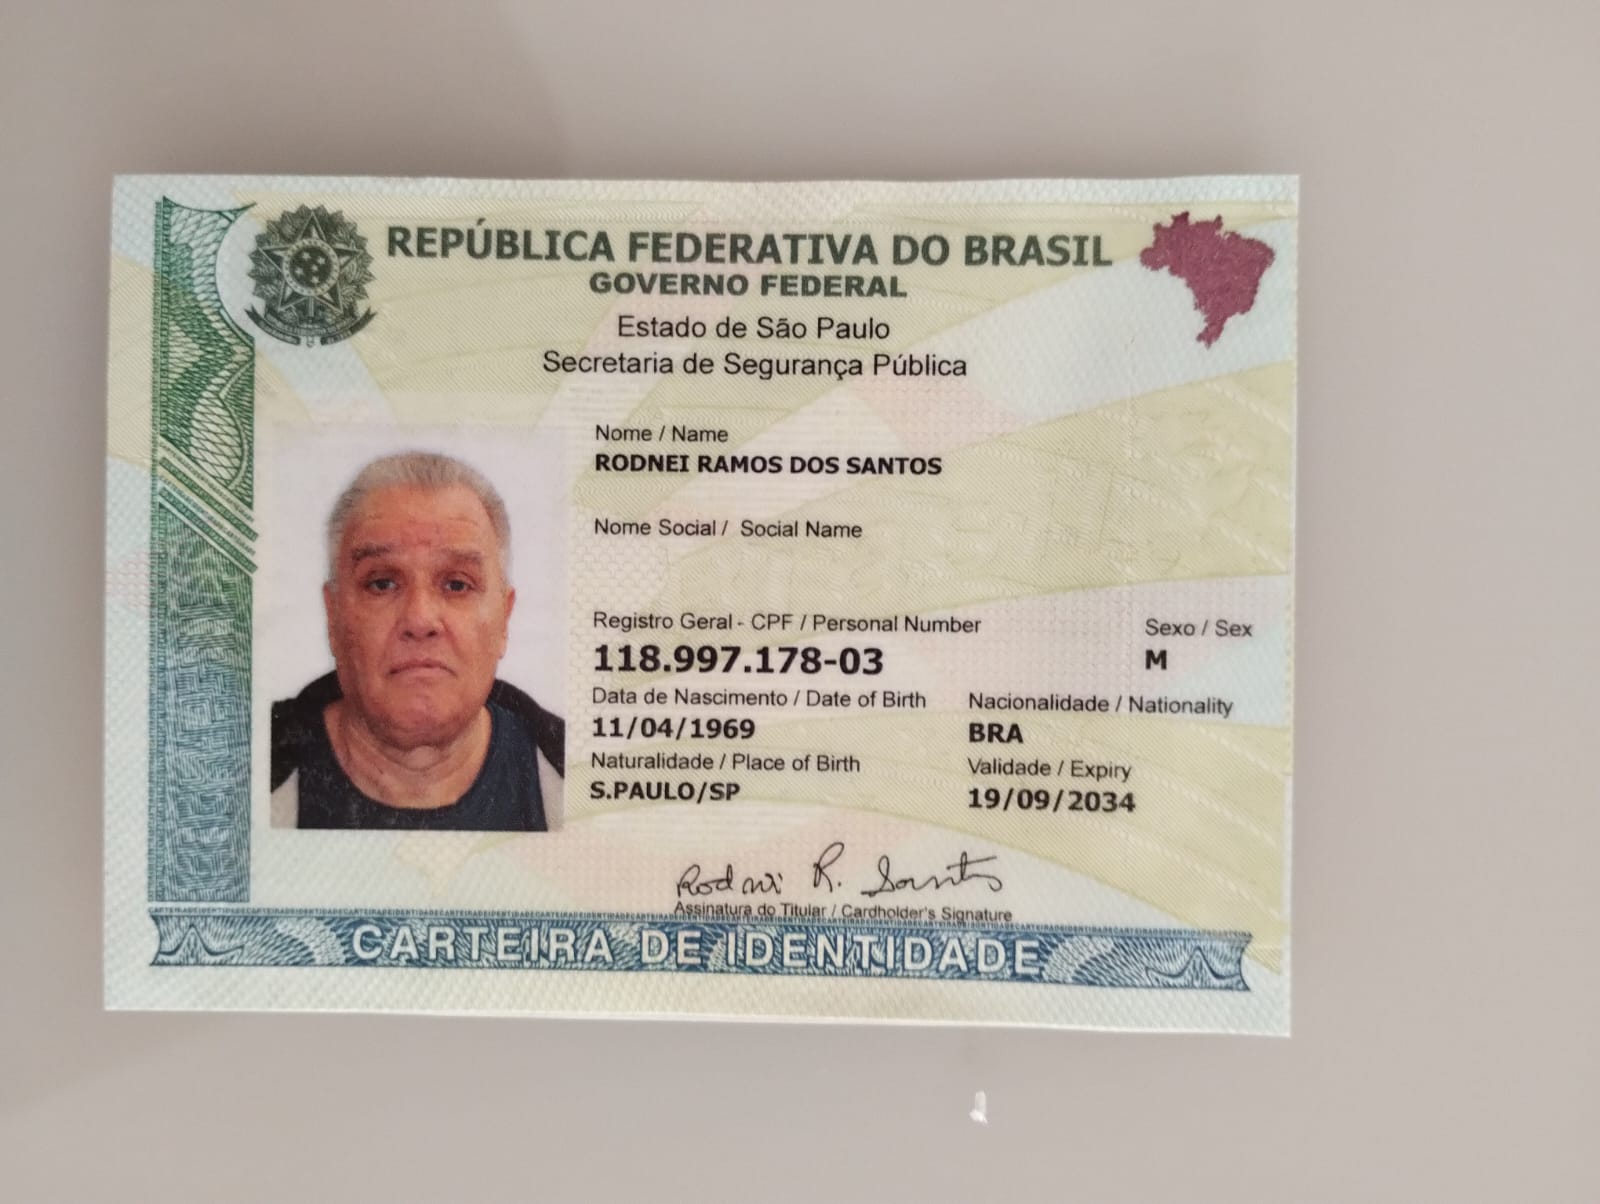 REPÚBLICA FEDERATIVA DO BRASIL
GOVERNO FEDERAL
Estado de São Paulo
Secretaria de Segurança Pública
Nome / Name
RODNEI RAMOS DOS SANTOS
Nome Social / Social Name
Registro Geral - CPF / Personal Number
Sexo / Sex
118.997.178-03
M
Data de Nascimento / Date of Birth
Nacionalidade / Nationality
11/04/1969
BRA
Naturalidade / Place of Birth
Validade / Expiry
S.PAULO/SP
19/09/2034
Rodnei R. Santos
Assinatura do Titular / Cardholder's Signature
CARTEIRA DE IDENTIDADE